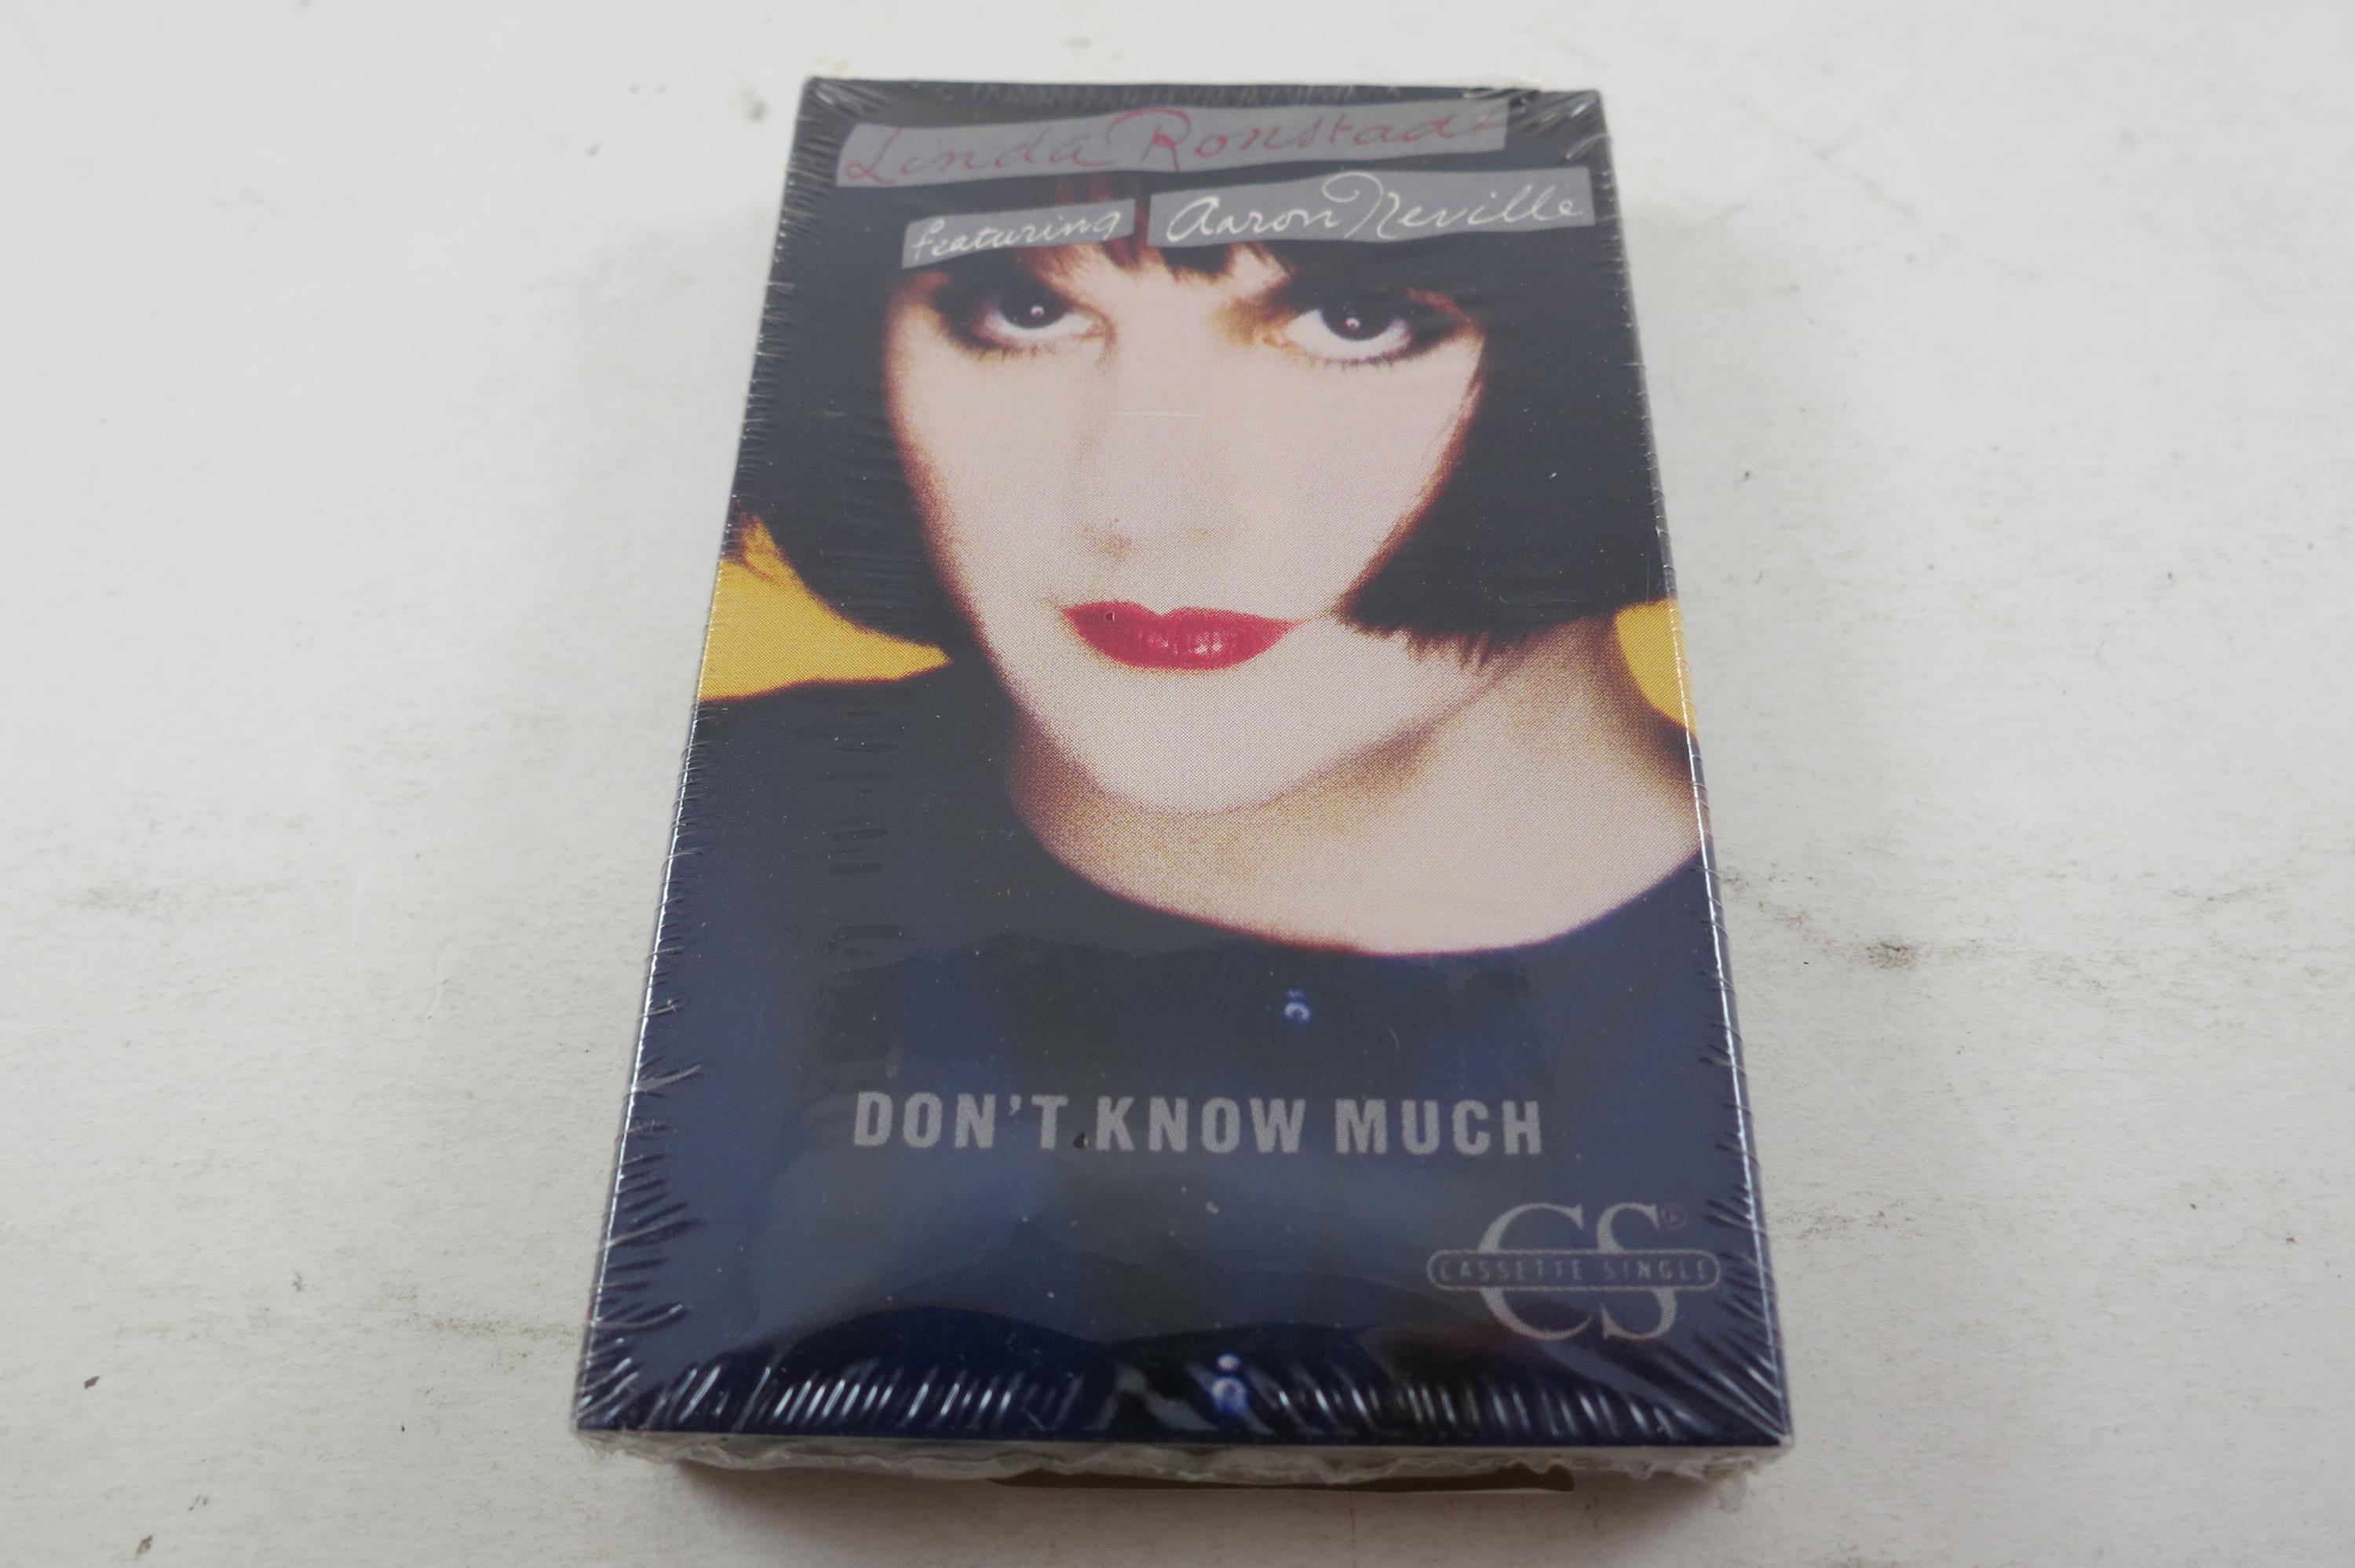 Linda Ronstadt
featuring Aaron Neville
DON'T KNOW MUCH
CS®
CASSETTE SINGLE